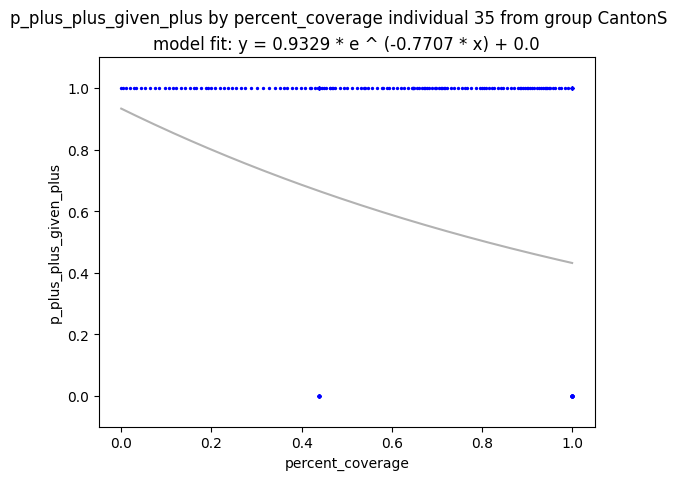 p_plus_plus_given_plus by percent_coverage individual 35 from group CantonS
model fit: y = 0.9329 * e ^ (-0.7707 * x) + 0.0
1.0
0.8
0.6
0.4
0.2
0.0
p_plus_plus_given_plus
0.0 0.2 0.4 0.6 0.8 1.0
percent_coverage